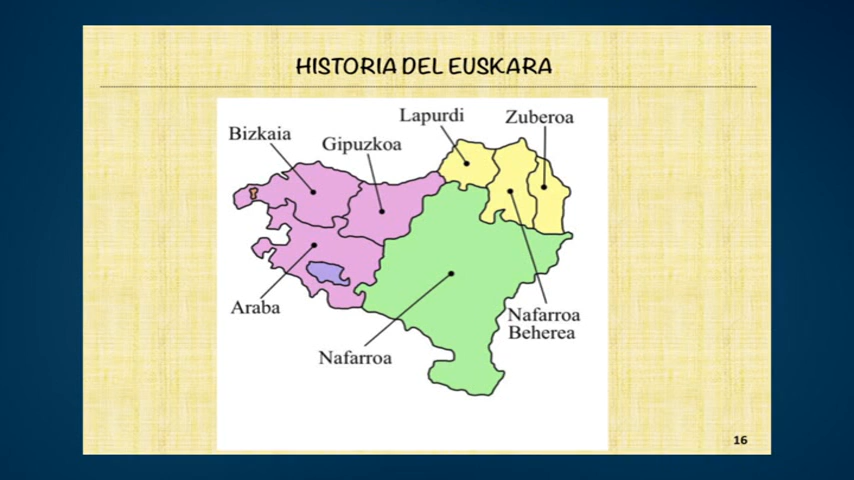 HISTORIA DEL EUSKARA
Lapurdi
Zuberoa
Bizkaia
Gipuzkoa
Araba
Nafarroa
Beherea
Nafarroa
16